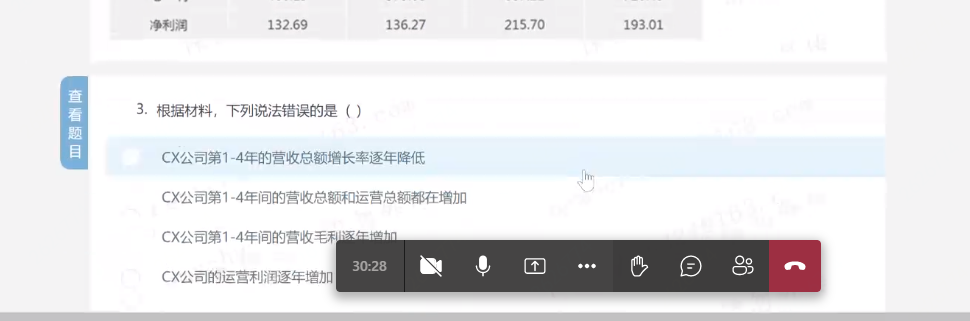 净利润 132.69 136.27 215.70 193.01
查看题目
3. 根据材料，下列说法错误的是（ ）
CX公司第1-4年的营收总额增长率逐年降低
CX公司第1-4年间的营收总额和运营总额都在增加
CX公司第1-4年间的营收毛利逐年增加
CX公司的运营利润逐年增加
30:28